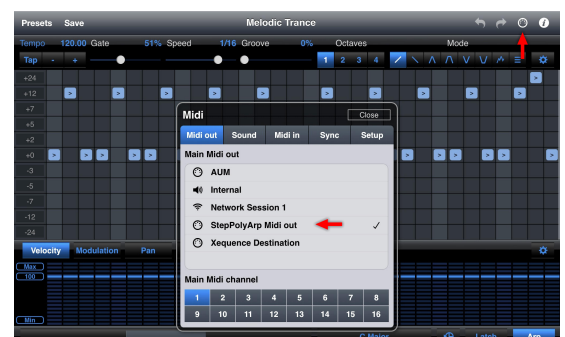 Presets Save Melodic Trance
Tempo 120.00 Gate 51% Speed 1/16 Groove 0% Octaves Mode
Tap - + 1 2 3 4
+24
+12
+7
+5
+2
+0
-3
-5
-7
-12
-24
Midi Close
Midi out Sound Midi in Sync Setup
Main Midi out
AUM
Internal
Network Session 1
StepPolyArp Midi out
Xequence Destination
Main Midi channel
1 2 3 4 5 6 7 8
9 10 11 12 13 14 15 16
Velocity Modulation Pan
Max
100
Min
C Major Latch Arp